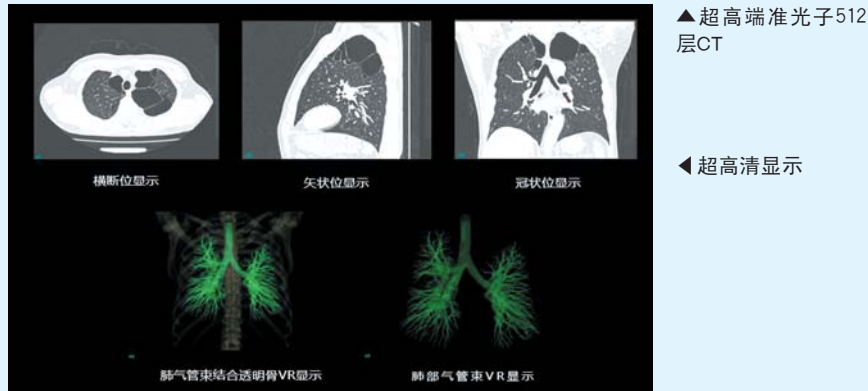 ▲超高端准光子512
层CT
◀超高清显示
横断位显示
矢状位显示
冠状位显示
肺气管束结合透明骨VR显示
肺部气管束VR显示